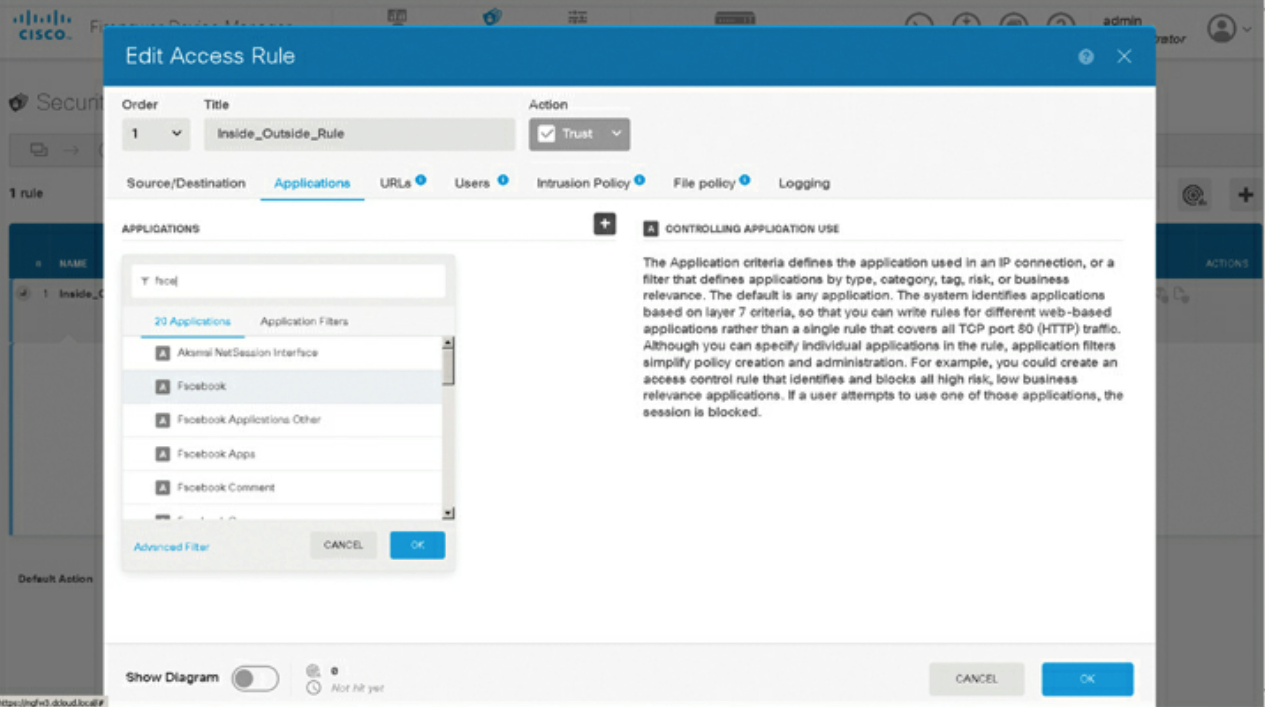 CISCO
admin
Edit Access Rule
Order
Title
Action
1
Inside_Outside_Rule
Trust
Source/Destination
Applications
URLs
Users
Intrusion Policy
File policy
Logging
1 rule
APPLICATIONS
A CONTROLLING APPLICATION USE
The Application criteria defines the application used in an IP connection, or a
filter that defines applications by type, category, tag, risk, or business
relevance. The default is any application. The system identifies applications
based on layer 7 criteria, so that you can write rules for different web-based
applications rather than a single rule that covers all TCP port 80 (HTTP) traffic.
Although you can specify individual applications in the rule, application filters
simplify policy creation and administration. For example, you could create an
access control rule that identifies and blocks all high risk, low business
relevance applications. If a user attempts to use one of those applications, the
session is blocked.
face
20 Applications
Application Filters
A Akamai NetSession Interface
A Facebook
A Facebook Applications Other
A Facebook Apps
A Facebook Comment
Advanced Filter
CANCEL
OK
# NAME
ACTIONS
1
Default Action
Show Diagram
0
Not hit yet
CANCEL
OK
https://ngfw3.dcloud.local/#